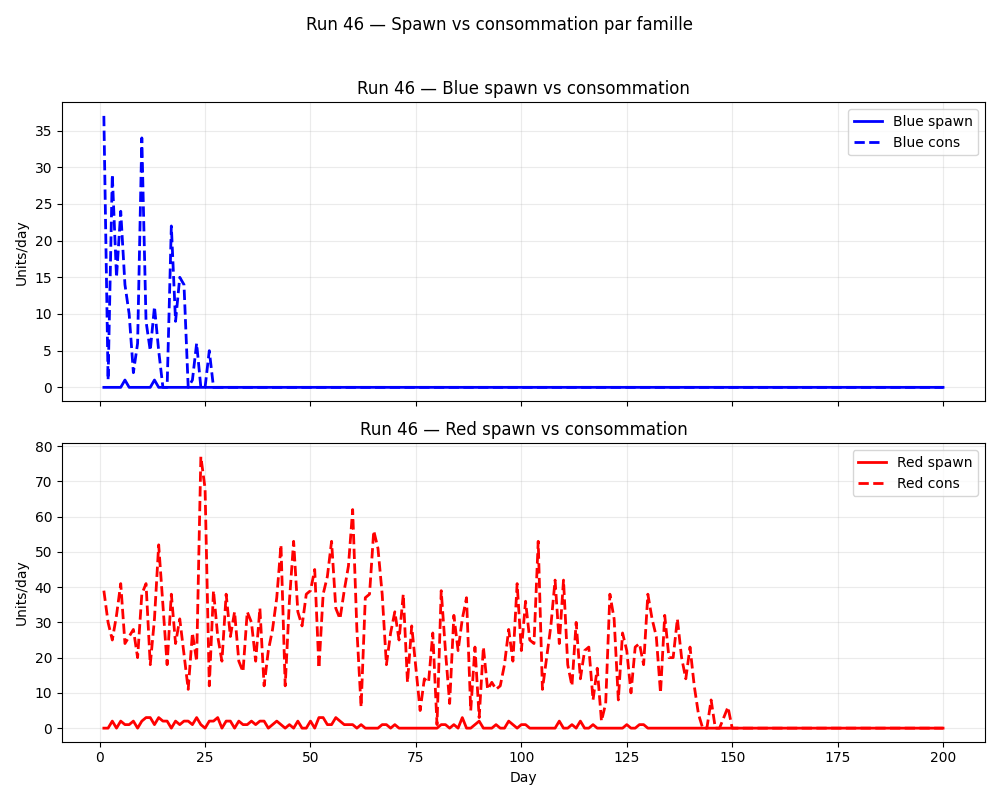 Run 46 — Spawn vs consommation par famille
Run 46 — Blue spawn vs consommation
Blue spawn
Blue cons
35
30
25
20
15
10
5
0
Units/day
Run 46 — Red spawn vs consommation
Red spawn
Red cons
80
70
60
50
40
30
20
10
0
Units/day
0 25 50 75 100 125 150 175 200
Day